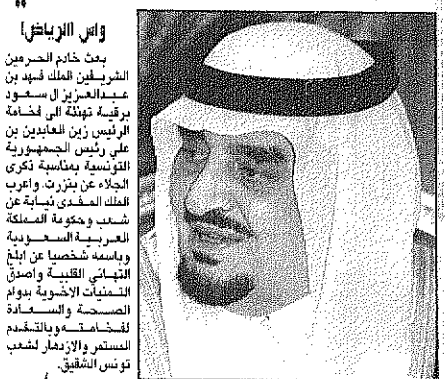 واس (الرياض)
بعث خادم الحرمين
الشريفين الملك فهد بن
عبدالعزيز ال سعود
برقية تهنئة الى فخامة
الرئيس زين العابدين بن
علي رئيس الجمهورية
التونسية بمناسبة ذكرى
الجلاء عن بنزرت. واعرب
الملك المفدى نيابة عن
شعب وحكومة المملكة
العربية السعودية
وباسمه شخصيا عن ابلغ
التهاني القلبية واصدق
التمنيات الاخوية بدوام
الصحة والسعادة
لفخامته وبالتقدم
المستمر والازدهار لشعب
تونس الشقيق.